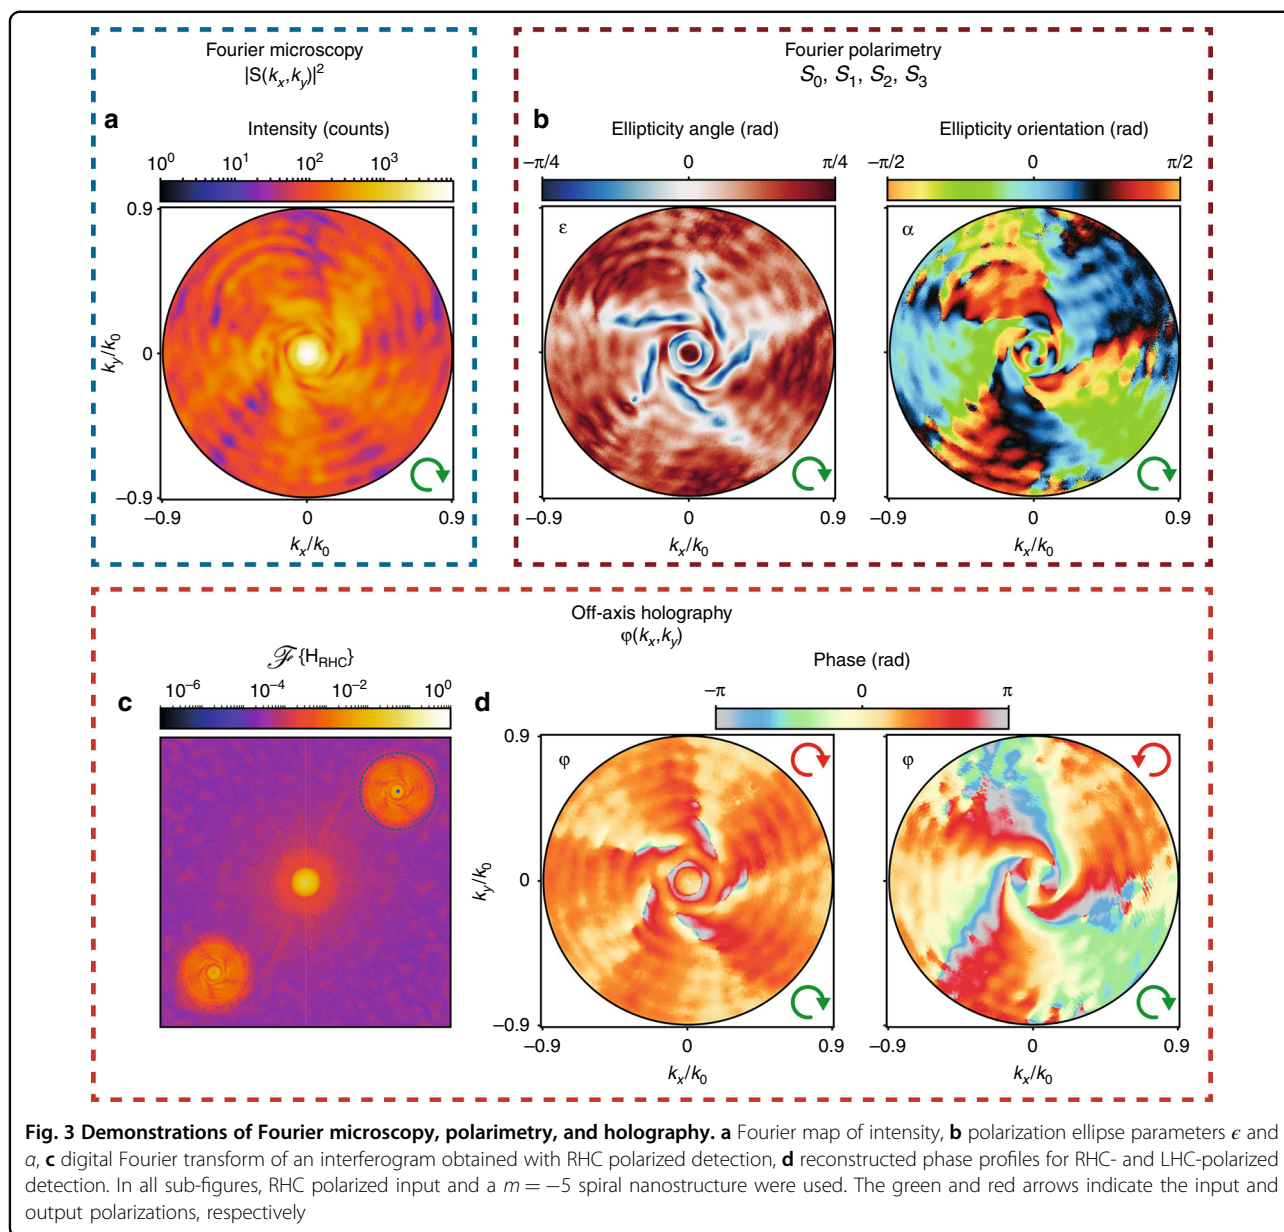 Fourier microscopy
|S(kx,ky)|²
a
Intensity (counts)
10⁰ 10¹ 10² 10³
0.9
ky/k0
0
−0.9
−0.9 0 0.9
kx/k0
Fourier polarimetry
S0, S1, S2, S3
b
Ellipticity angle (rad)
−π/4 0 π/4
ε
−0.9 0 0.9
kx/k0
Ellipticity orientation (rad)
−π/2 0 π/2
α
−0.9 0 0.9
kx/k0
Off-axis holography
φ(kx,ky)
c
ℱ{HRHC}
10⁻⁶ 10⁻⁴ 10⁻² 10⁰
d
Phase (rad)
−π 0 π
0.9
ky/k0
0
−0.9
φ
−0.9 0 0.9
kx/k0
φ
−0.9 0 0.9
kx/k0
Fig. 3 Demonstrations of Fourier microscopy, polarimetry, and holography. a Fourier map of intensity, b polarization ellipse parameters ϵ and
α, c digital Fourier transform of an interferogram obtained with RHC polarized detection, d reconstructed phase profiles for RHC- and LHC-polarized
detection. In all sub-figures, RHC polarized input and a m = −5 spiral nanostructure were used. The green and red arrows indicate the input and
output polarizations, respectively